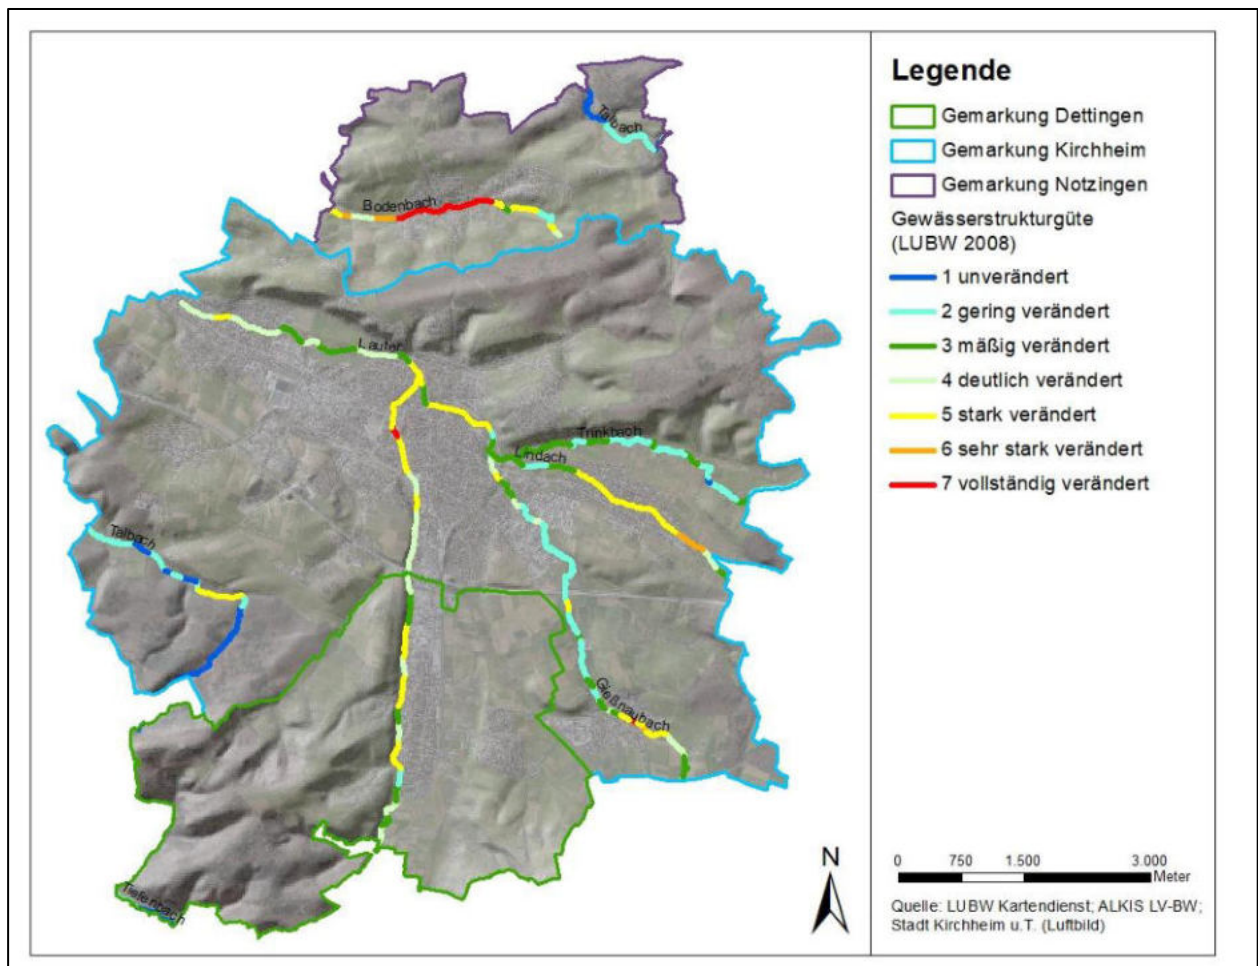 Talbach
Bodenbach
Lauter
Trinkbach
Lindach
Talbach
Gießnaubach
Tiefenbach
N
Legende
Gemarkung Dettingen
Gemarkung Kirchheim
Gemarkung Notzingen
Gewässerstrukturgüte
(LUBW 2008)
1 unverändert
2 gering verändert
3 mäßig verändert
4 deutlich verändert
5 stark verändert
6 sehr stark verändert
7 vollständig verändert
0 750 1.500 3.000
Meter
Quelle: LUBW Kartendienst; ALKIS LV-BW;
Stadt Kirchheim u.T. (Luftbild)